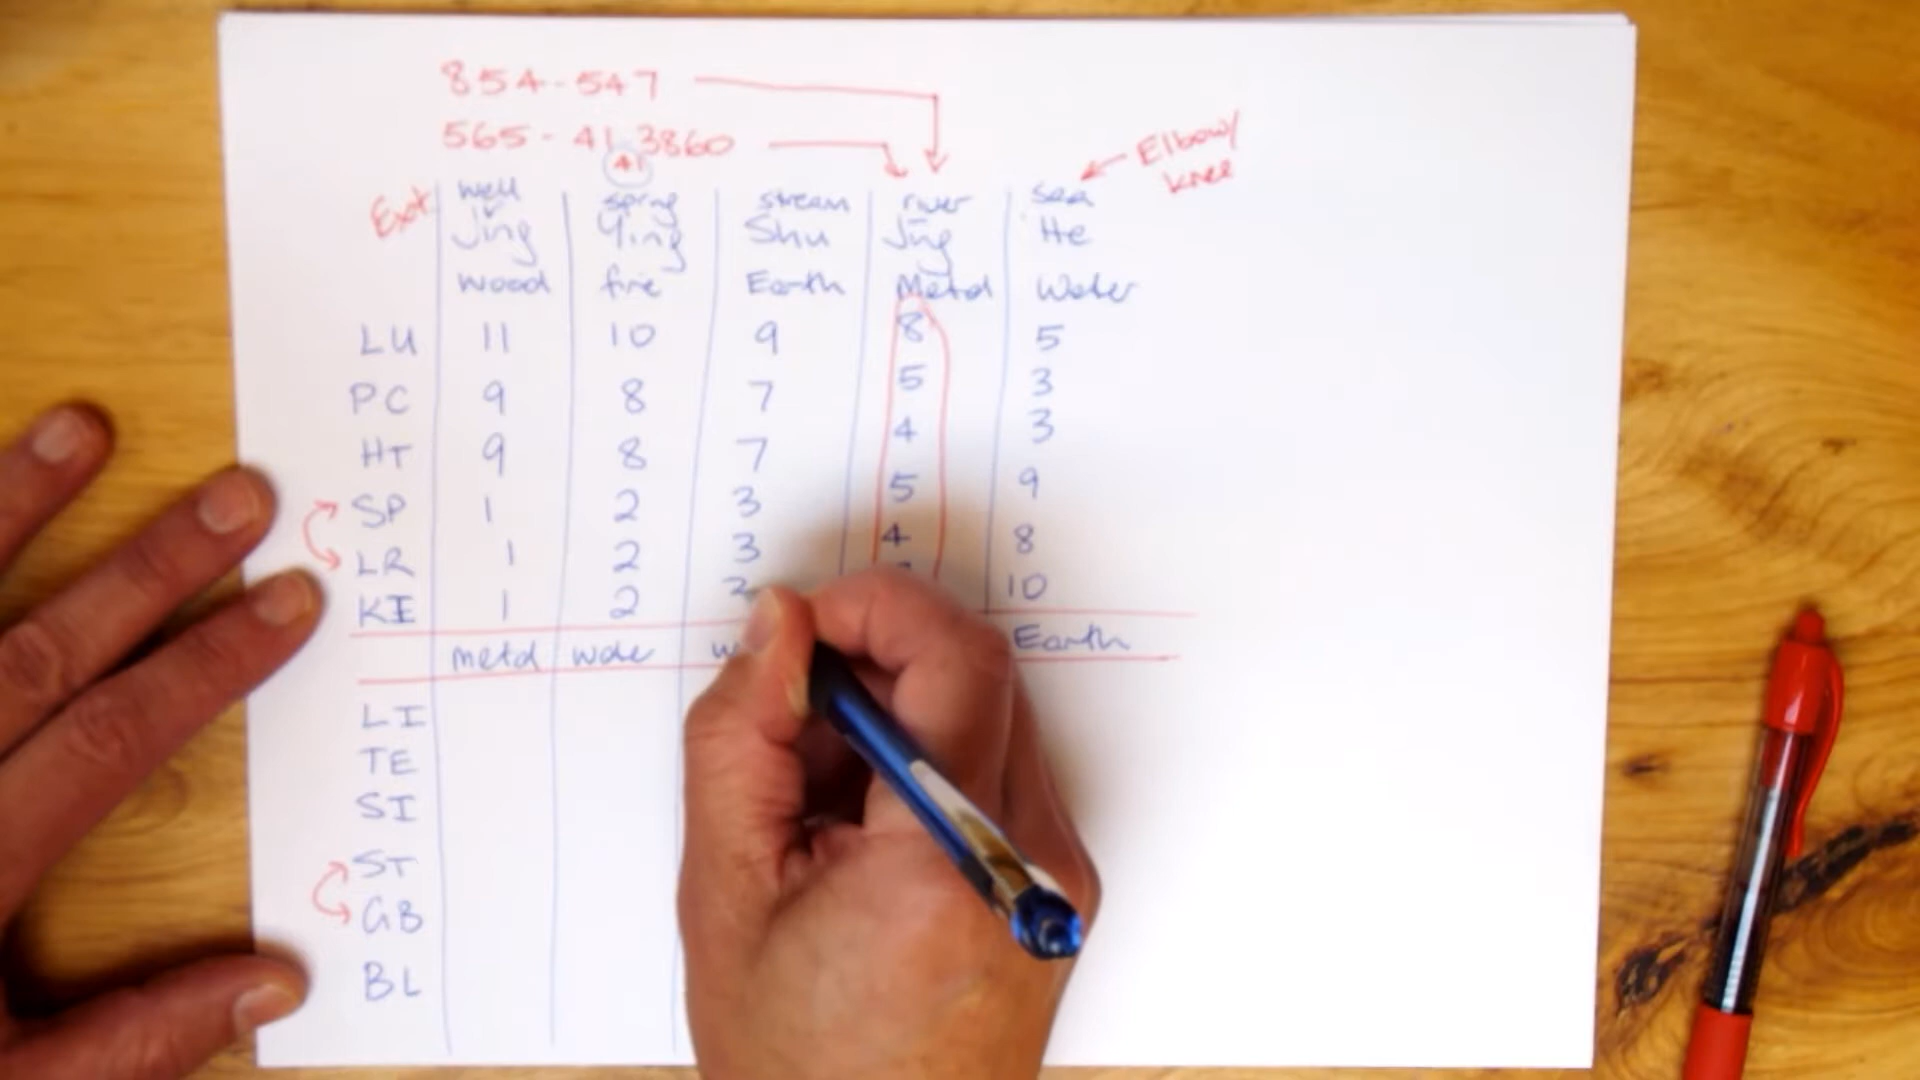 854-547
565-41 3860
41
Elbow/
knee
Ext. well spring stream river sea
Jing Ying Shu Jing He
Wood fire Earth Metal Water
LU 11 10 9 8 5
PC 9 8 7 5 3
HT 9 8 7 4 3
SP 1 2 3 5 9
LR 1 2 3 4 8
KI 1 2 10
metal Earth
LI
TE
SI
ST
GB
BL